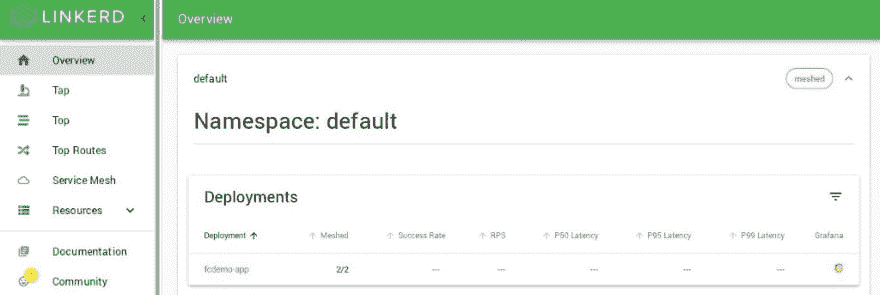 LINKERD
Overview
Tap
Top
Top Routes
Service Mesh
Resources
Documentation
Community
Overview
default meshed
Namespace: default
Deployments
Deployment Meshed Success Rate RPS P50 Latency P95 Latency P99 Latency Grafana
fcdemo-app 2/2 --- --- --- --- ---